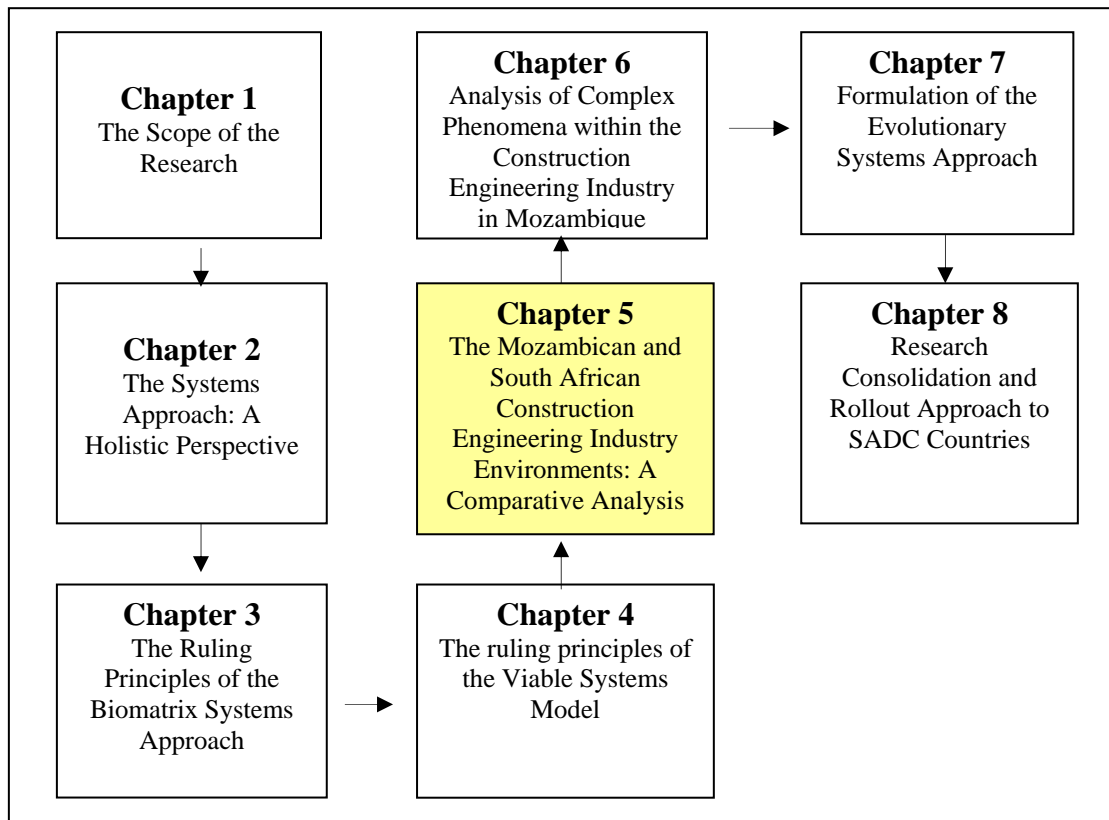 Chapter 1
The Scope of the
Research
Chapter 2
The Systems
Approach: A
Holistic Perspective
Chapter 3
The Ruling
Principles of the
Biomatrix Systems
Approach
Chapter 4
The ruling principles of
the Viable Systems
Model
Chapter 5
The Mozambican and
South African
Construction
Engineering Industry
Environments: A
Comparative Analysis
Chapter 6
Analysis of Complex
Phenomena within the
Construction
Engineering Industry
in Mozambique
Chapter 7
Formulation of the
Evolutionary
Systems Approach
Chapter 8
Research
Consolidation and
Rollout Approach to
SADC Countries